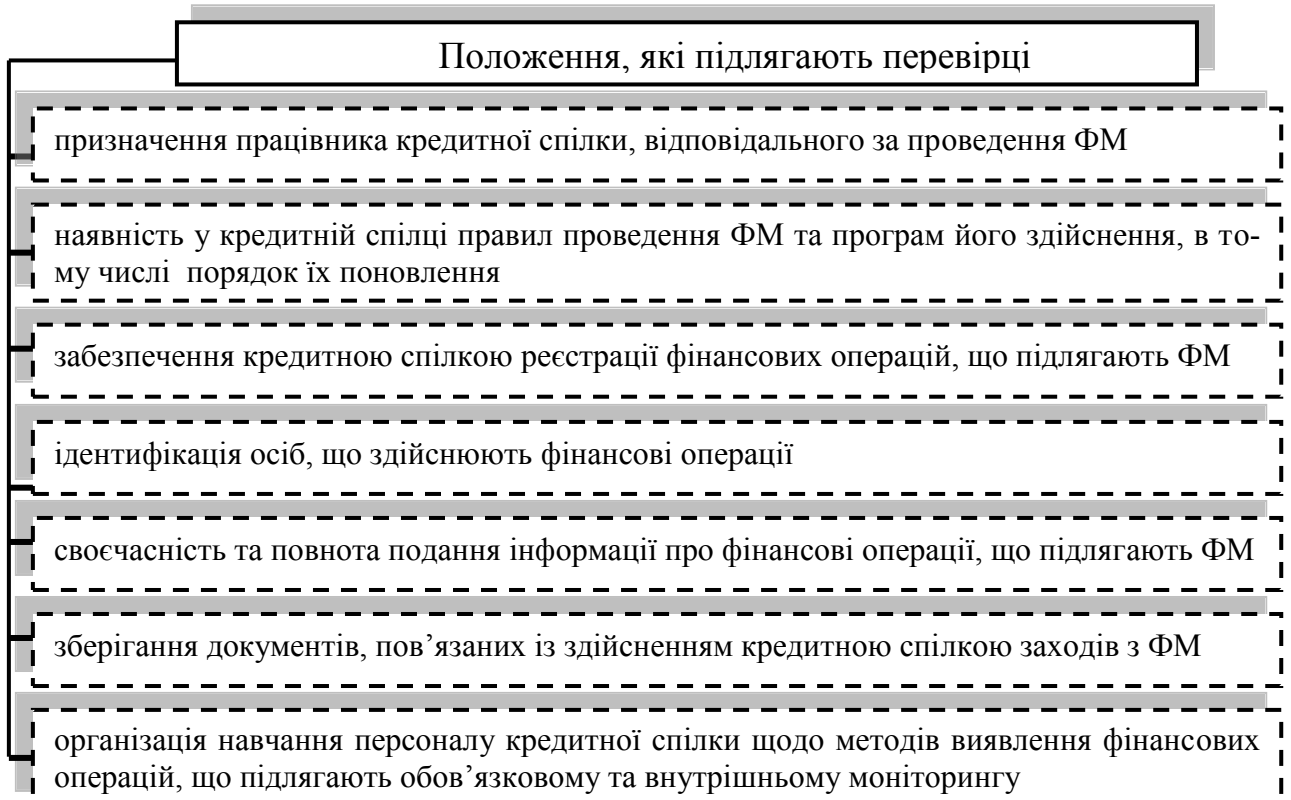 Положення, які підлягають перевірці
призначення працівника кредитної спілки, відповідального за проведення ФМ
наявність у кредитній спілці правил проведення ФМ та програм його здійснення, в то-
му числі порядок їх поновлення
забезпечення кредитною спілкою реєстрації фінансових операцій, що підлягають ФМ
ідентифікація осіб, що здійснюють фінансові операції
своєчасність та повнота подання інформації про фінансові операції, що підлягають ФМ
зберігання документів, пов’язаних із здійсненням кредитною спілкою заходів з ФМ
організація навчання персоналу кредитної спілки щодо методів виявлення фінансових
операцій, що підлягають обов’язковому та внутрішньому моніторингу